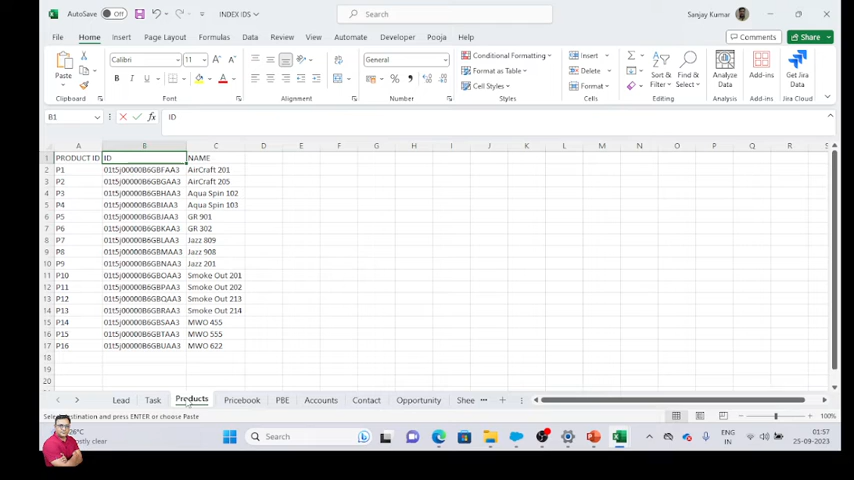 AutoSave Off INDEX IDS Search Sanjay Kumar
File Home Insert Page Layout Formulas Data Review View Automate Developer Pooja Help Comments Share
Calibri 11 General Conditional Formatting Insert
Paste B I U Format as Table Delete Sort & Filter Find & Select Analyze Data Add-ins Get Jira Data
Cell Styles Format
Clipboard Font Alignment Number Styles Cells Editing Add-ins Jira Cloud
B1 ID
A B C D E F G H I J K L M N O P Q R S
1 PRODUCT ID ID NAME
2 P1 01t5j00000B6GBFAA3 AirCraft 201
3 P2 01t5j00000B6GBGAA3 AirCraft 205
4 P3 01t5j00000B6GBHAA3 Aqua Spin 102
5 P4 01t5j00000B6GBIAA3 Aqua Spin 103
6 P5 01t5j00000B6GBJAA3 GR 901
7 P6 01t5j00000B6GBKAA3 GR 302
8 P7 01t5j00000B6GBLAA3 Jazz 809
9 P8 01t5j00000B6GBMAA3 Jazz 908
10 P9 01t5j00000B6GBNAA3 Jazz 201
11 P10 01t5j00000B6GBOAA3 Smoke Out 201
12 P11 01t5j00000B6GBPAA3 Smoke Out 202
13 P12 01t5j00000B6GBQAA3 Smoke Out 213
14 P13 01t5j00000B6GBRAA3 Smoke Out 214
15 P14 01t5j00000B6GBSAA3 MWO 455
16 P15 01t5j00000B6GBTAA3 MWO 555
17 P16 01t5j00000B6GBUAA3 MWO 622
18
19
20
Lead Task Products Pricebook PBE Accounts Contact Opportunity Shee
Select destination and press ENTER or choose Paste 100%
26°C
Mostly clear
Search
ENG
IN
01:57
25-09-2023